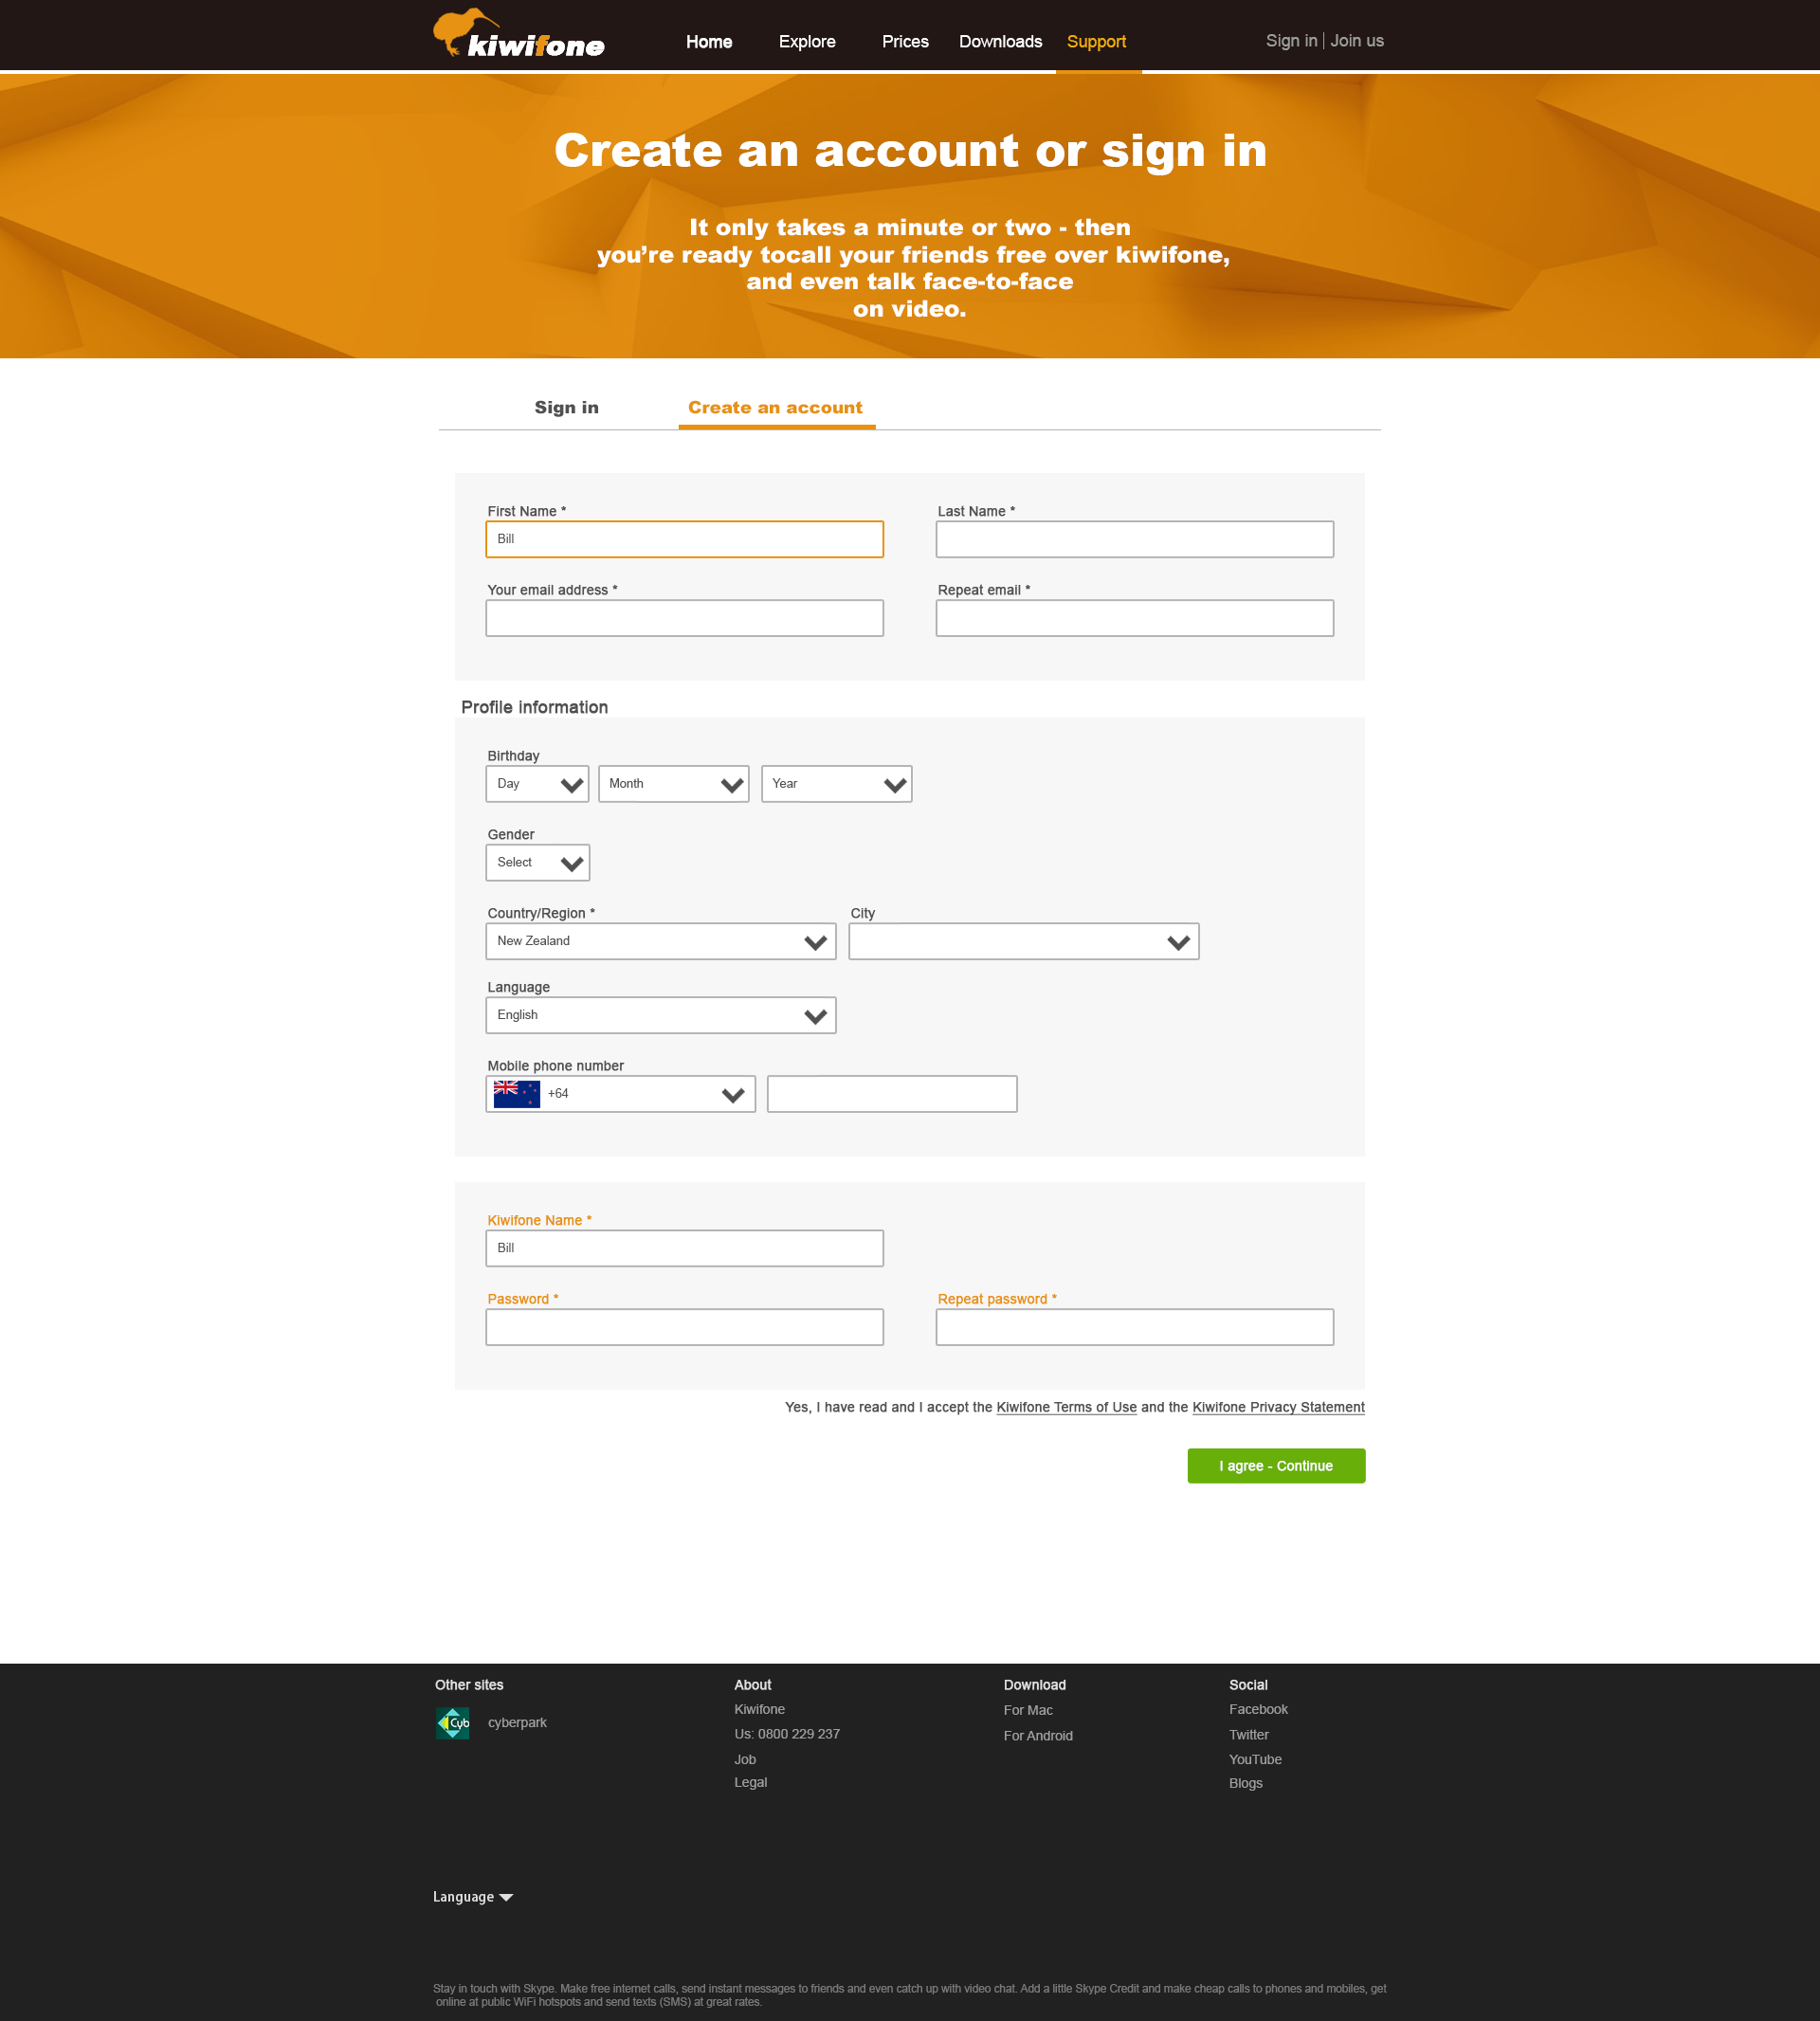 kiwifone
Home Explore Prices Downloads Support
Sign in | Join us
Create an account or sign in
It only takes a minute or two - then
you’re ready tocall your friends free over kiwifone,
and even talk face-to-face
on video.
Sign in Create an account
First Name * Last Name *
Bill
Your email address * Repeat email *
Profile information
Birthday
Day Month Year
Gender
Select
Country/Region * City
New Zealand
Language
English
Mobile phone number
+64
Kiwifone Name *
Bill
Password * Repeat password *
Yes, I have read and I accept the Kiwifone Terms of Use and the Kiwifone Privacy Statement
I agree - Continue
Other sites
Cyb cyberpark
About
Kiwifone
Us: 0800 229 237
Job
Legal
Download
For Mac
For Android
Social
Facebook
Twitter
YouTube
Blogs
Language
Stay in touch with Skype. Make free internet calls, send instant messages to friends and even catch up with video chat. Add a little Skype Credit and make cheap calls to phones and mobiles, get
online at public WiFi hotspots and send texts (SMS) at great rates.